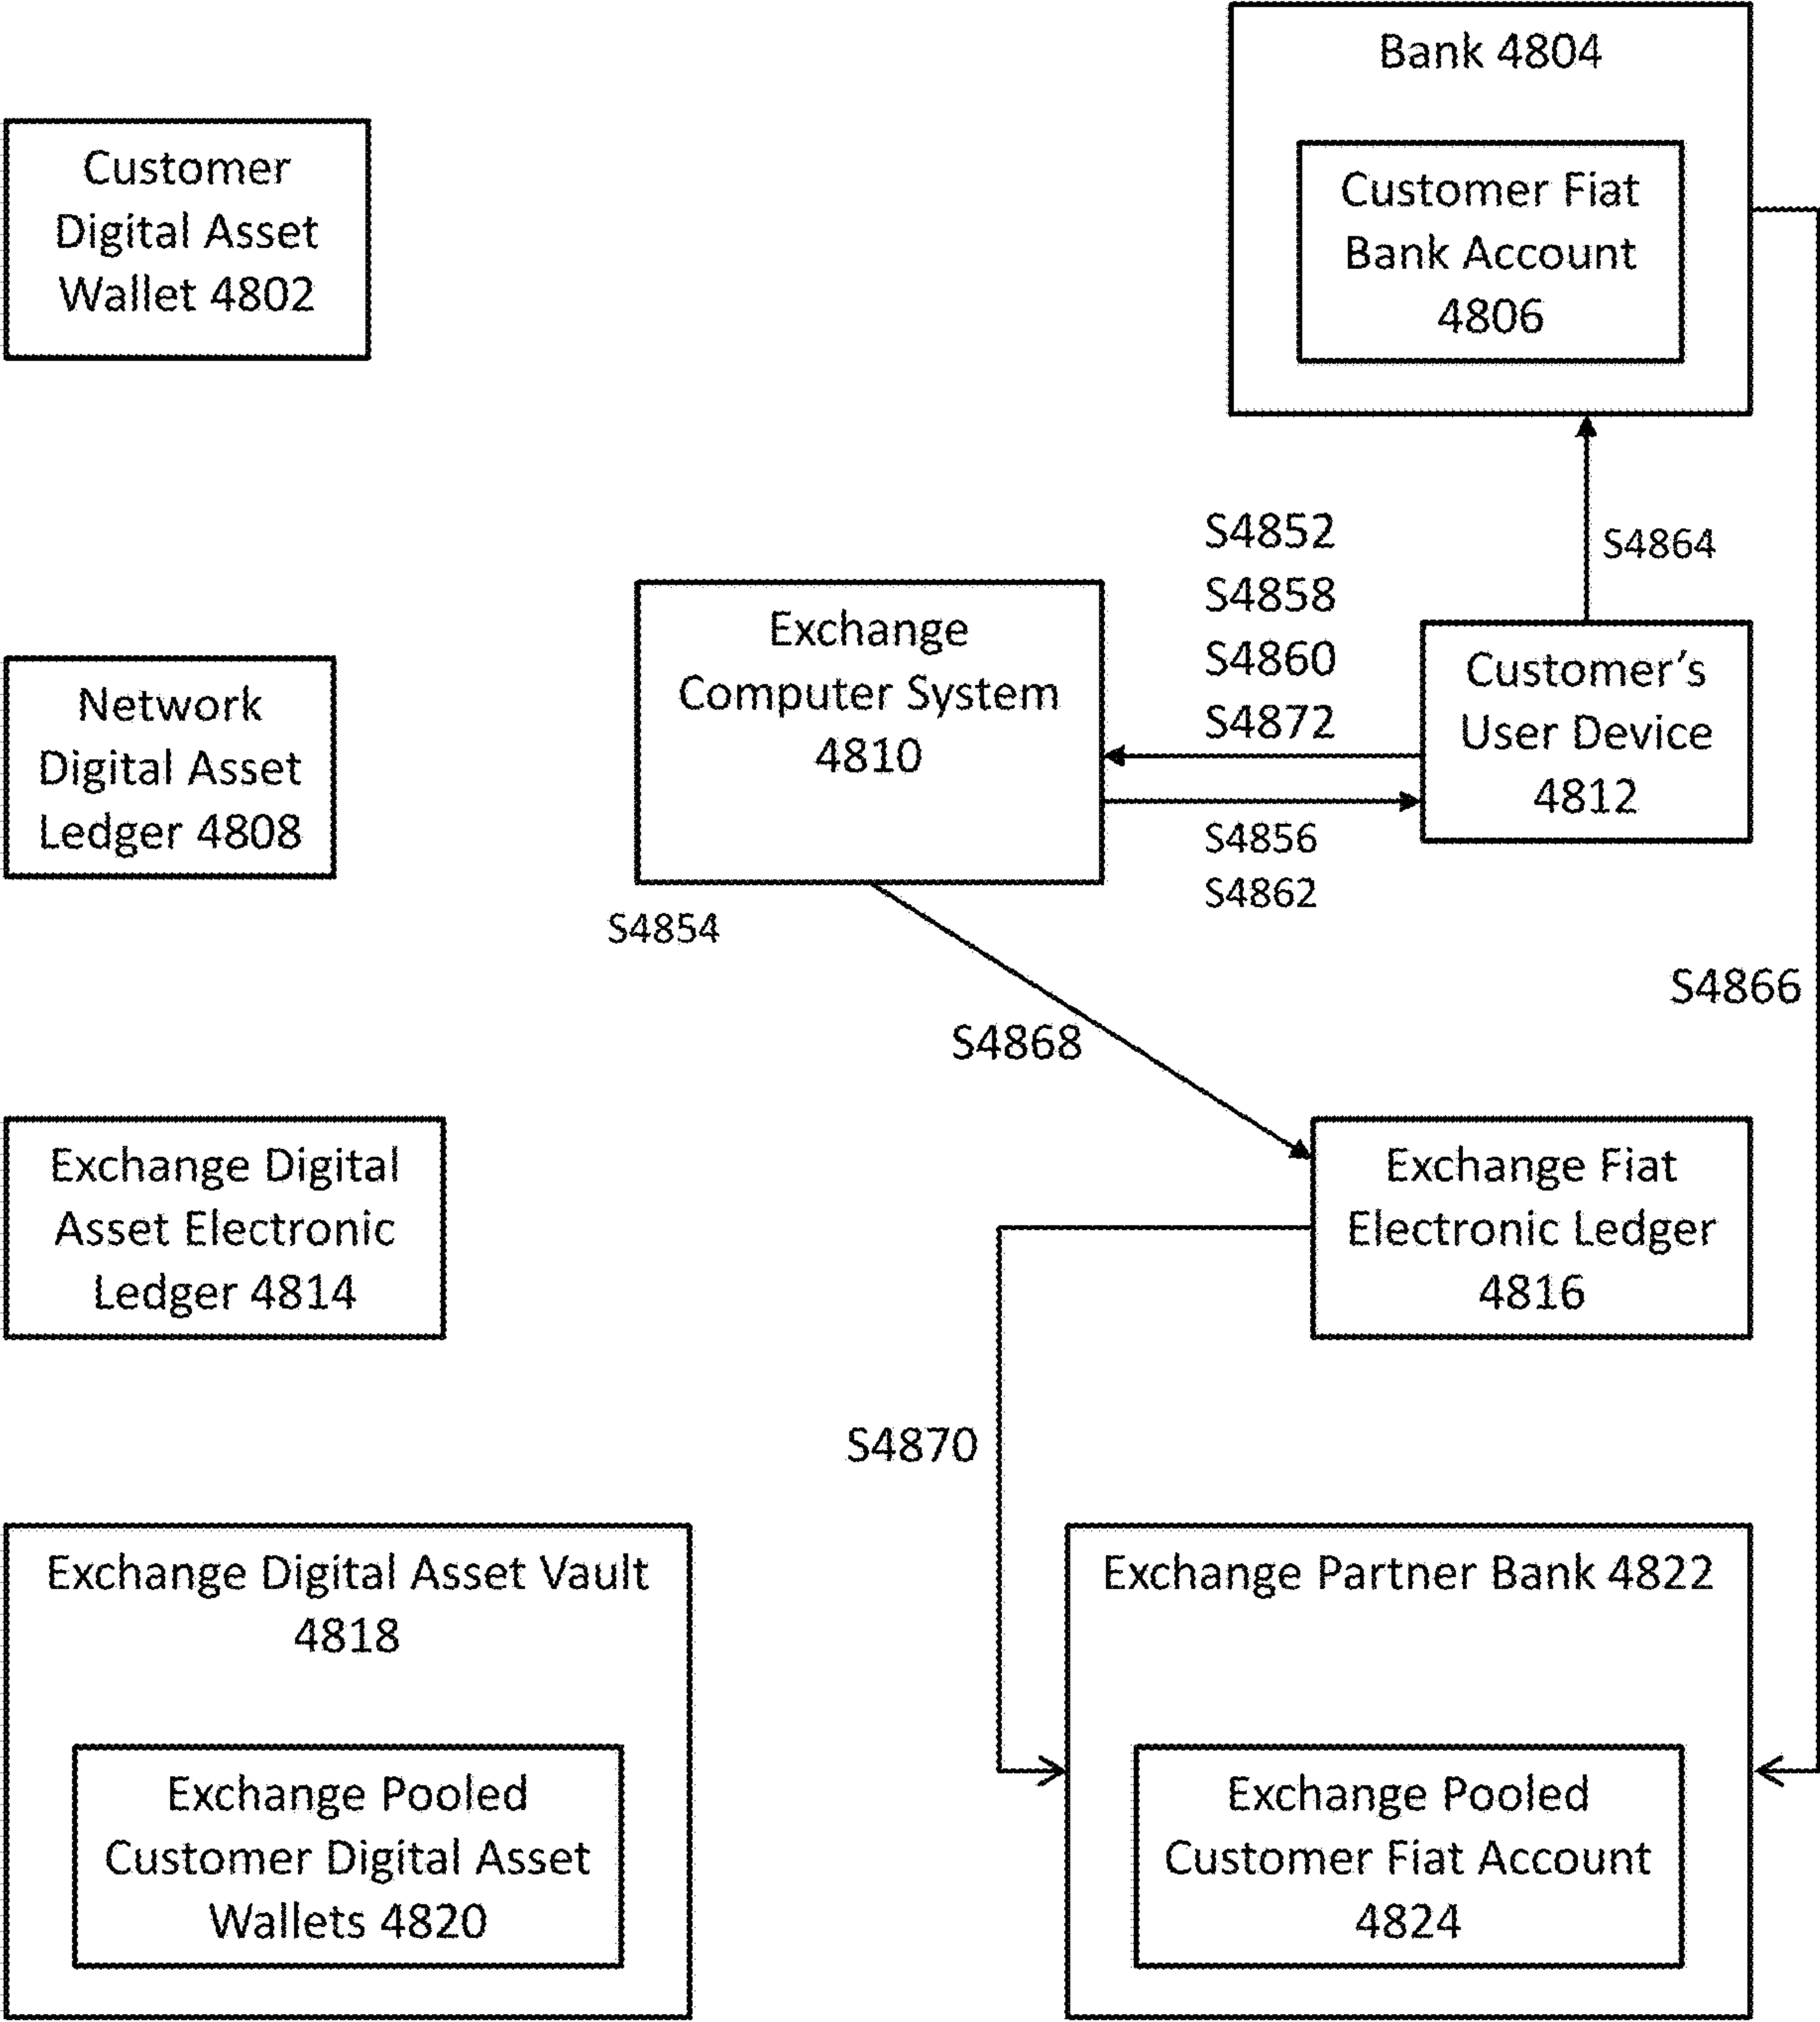 Bank 4804
Customer
Digital Asset
Wallet 4802
Customer Fiat
Bank Account
4806
S4852
S4858
S4860
S4872
S4864
Exchange
Computer System
4810
Customer's
User Device
4812
Network
Digital Asset
Ledger 4808
S4856
S4862
S4854
S4866
S4868
Exchange Digital
Asset Electronic
Ledger 4814
Exchange Fiat
Electronic Ledger
4816
S4870
Exchange Digital Asset Vault
4818
Exchange Partner Bank 4822
Exchange Pooled
Customer Digital Asset
Wallets 4820
Exchange Pooled
Customer Fiat Account
4824